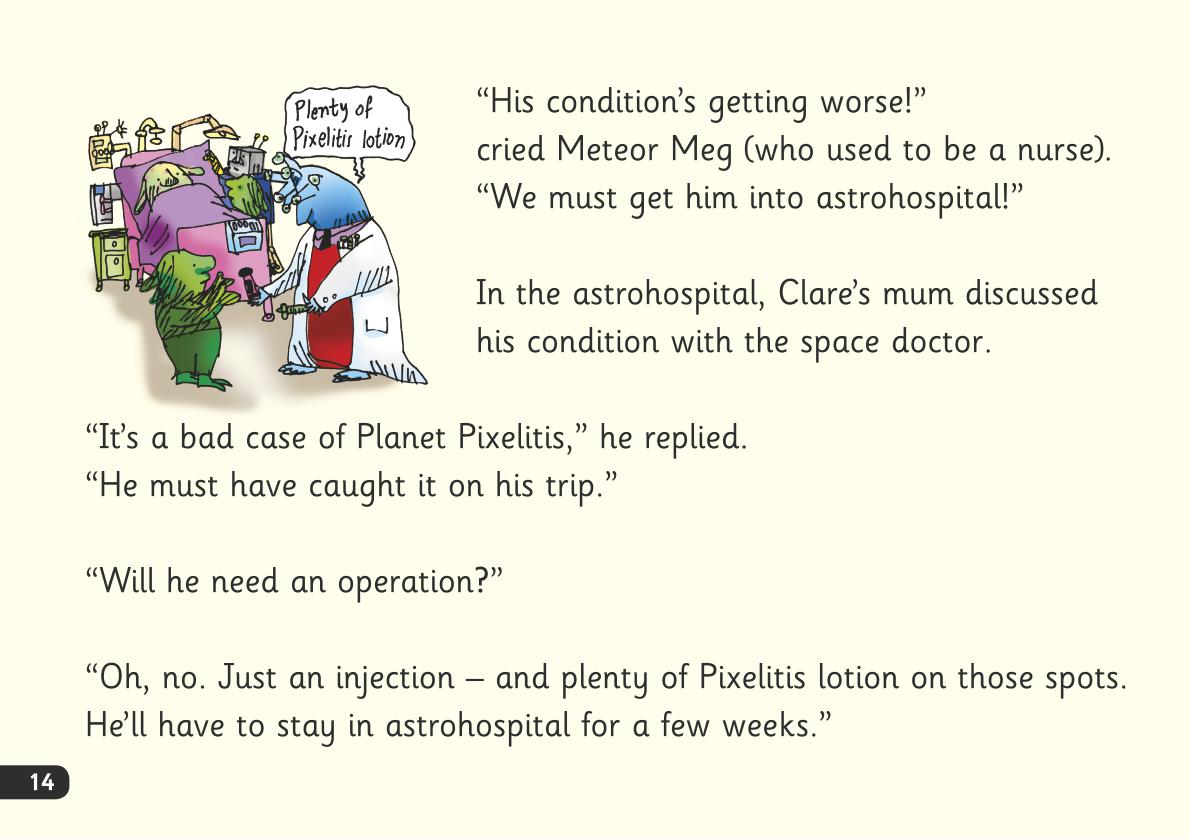 Plenty of
Pixelitis lotion
“His condition’s getting worse!”
cried Meteor Meg (who used to be a nurse).
“We must get him into astrohospital!”
In the astrohospital, Clare’s mum discussed
his condition with the space doctor.
“It’s a bad case of Planet Pixelitis,” he replied.
“He must have caught it on his trip.”
“Will he need an operation?”
“Oh, no. Just an injection – and plenty of Pixelitis lotion on those spots.
He’ll have to stay in astrohospital for a few weeks.”
14